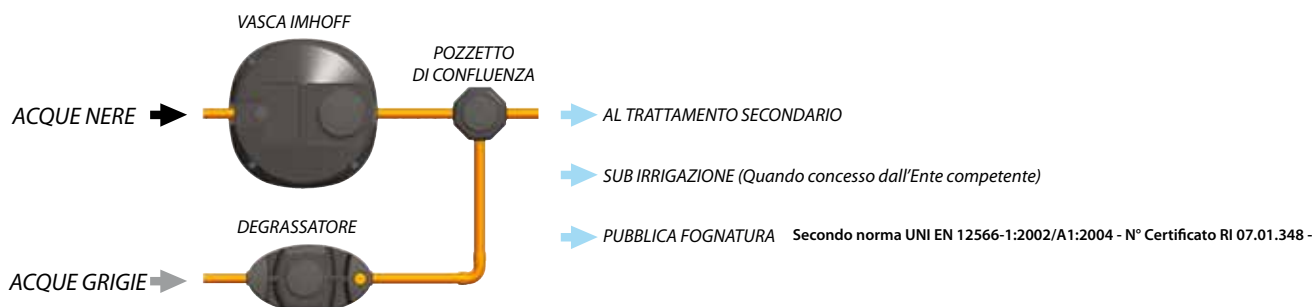 VASCA IMHOFF
POZZETTO
DI CONFLUENZA
ACQUE NERE
AL TRATTAMENTO SECONDARIO
SUB IRRIGAZIONE (Quando concesso dall'Ente competente)
DEGRASSATORE
PUBBLICA FOGNATURA Secondo norma UNI EN 12566-1:2002/A1:2004 - N° Certificato RI 07.01.348 -
ACQUE GRIGIE